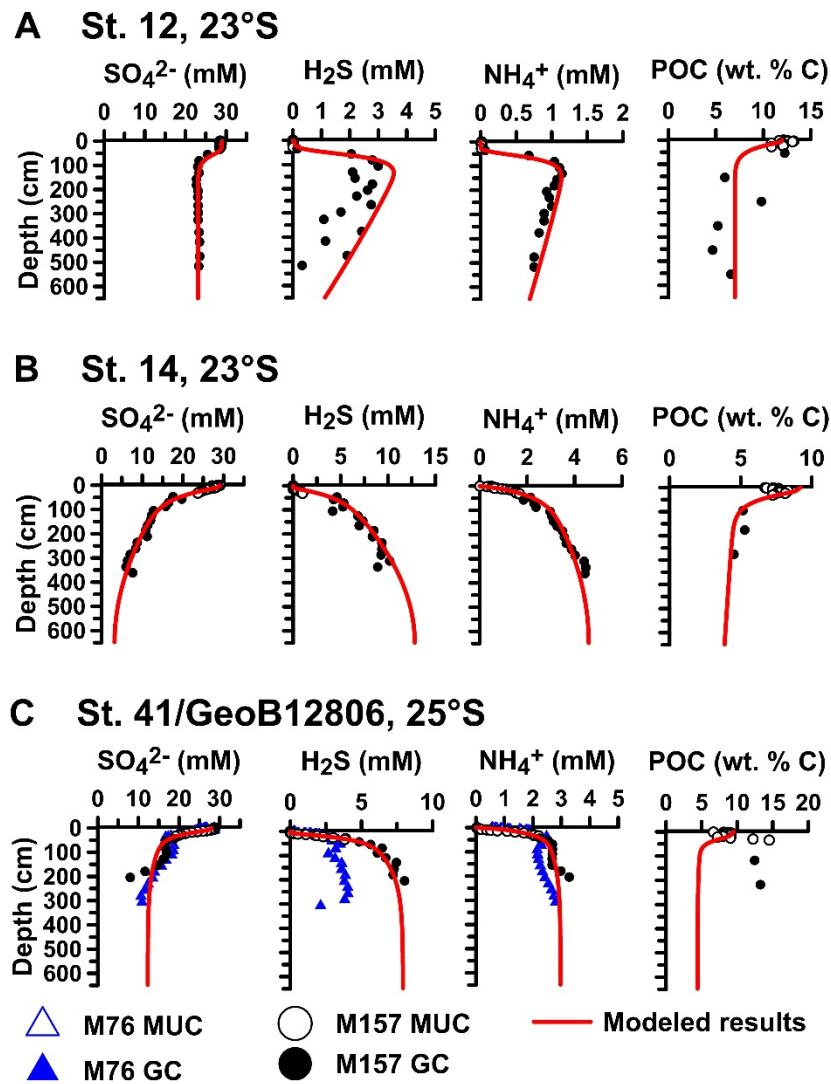 A St. 12, 23°S
SO₄²⁻ (mM) H₂S (mM) NH₄⁺ (mM) POC (wt. % C)
0 10 20 30 0 1 2 3 4 5 0 0.5 1 1.5 2 0 5 10 15
Depth (cm)
0
100
200
300
400
500
600
B St. 14, 23°S
SO₄²⁻ (mM) H₂S (mM) NH₄⁺ (mM) POC (wt. % C)
0 10 20 30 0 5 10 15 0 2 4 6 0 5 10
Depth (cm)
0
100
200
300
400
500
600
C St. 41/GeoB12806, 25°S
SO₄²⁻ (mM) H₂S (mM) NH₄⁺ (mM) POC (wt. % C)
0 10 20 30 0 5 10 0 1 2 3 4 5 0 5 10 15 20
Depth (cm)
0
100
200
300
400
500
600
M76 MUC M157 MUC Modeled results
M76 GC M157 GC